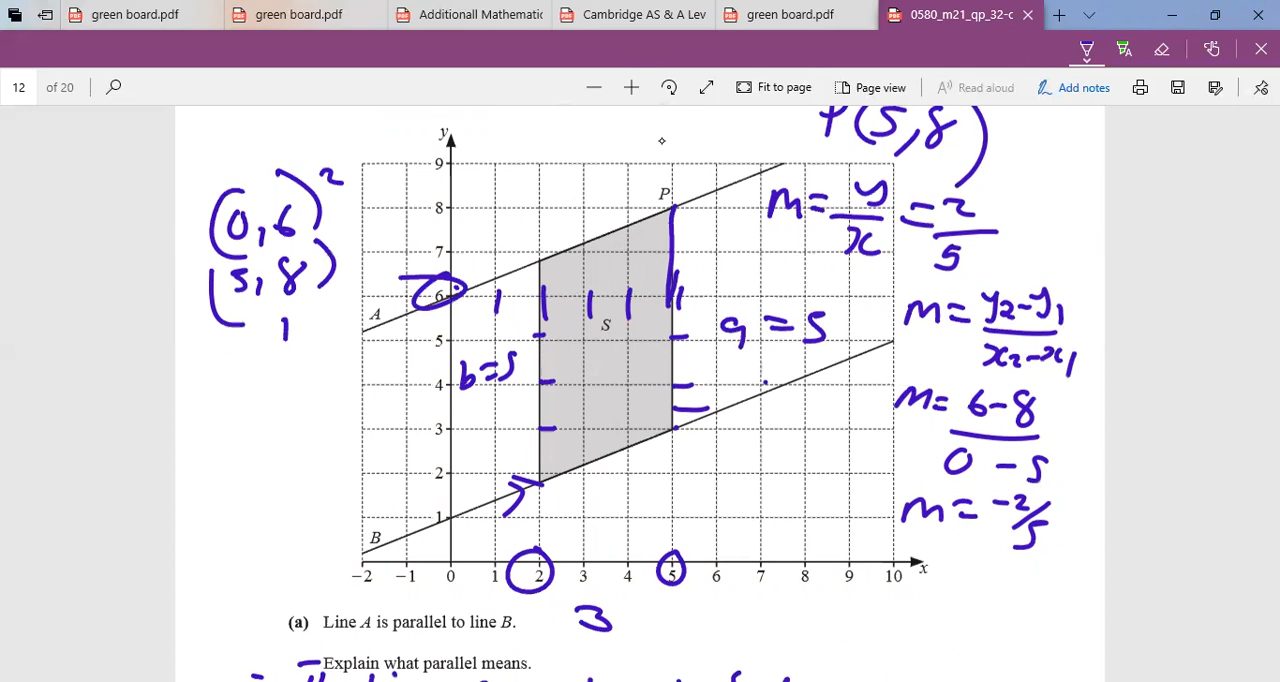 green board.pdf
green board.pdf
Additionall Mathematic
Cambridge AS & A Lev
green board.pdf
0580_m21_qp_32-c
12 of 20
Fit to page
Page view
Read aloud
Add notes
P(5,8)
(0,6)2
(5,8)
1
m=y/x=2/5
m=y2-y1/x2-x1
m=6-8/0-5
m=-2/5
a=5
b=5
y
9
8
7
6
5
4
3
2
1
P
A
S
B
-2 -1 0 1 2 3 4 5 6 7 8 9 10 x
3
(a) Line A is parallel to line B.
Explain what parallel means.